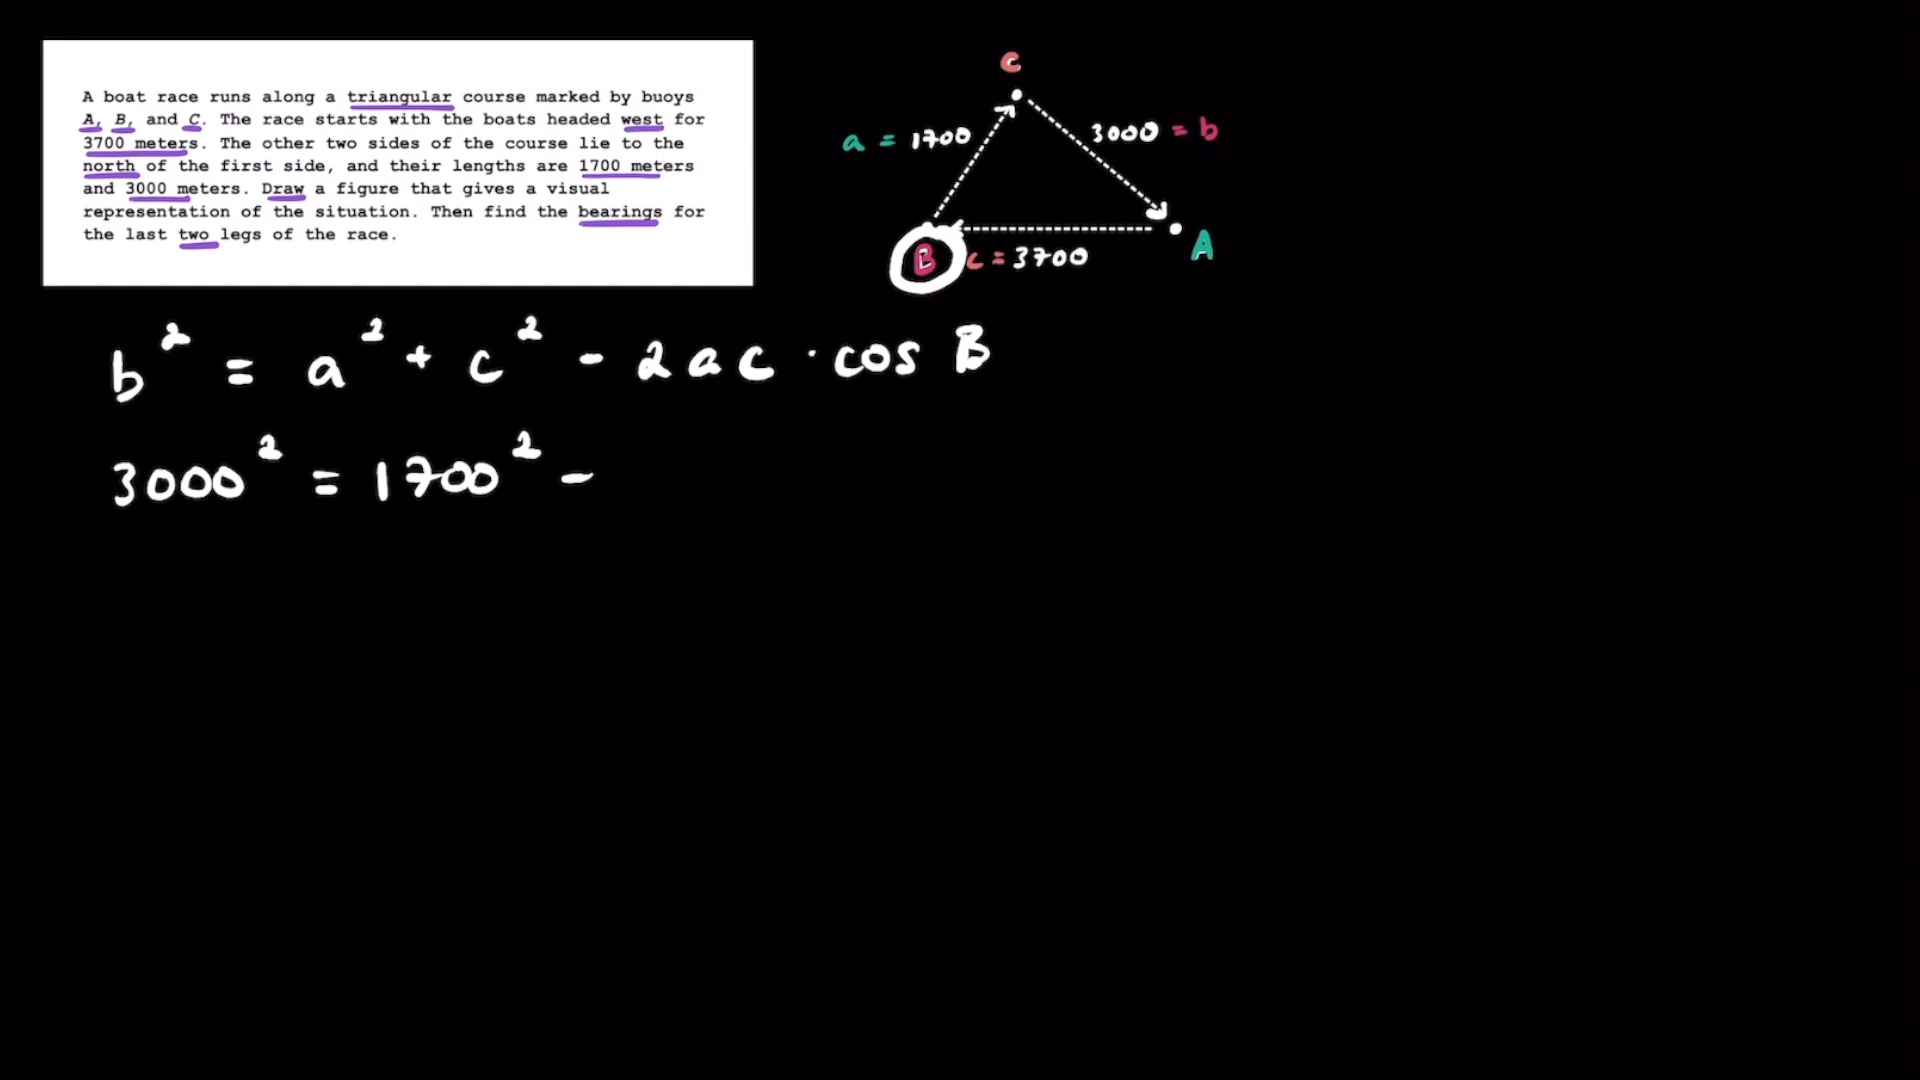 A boat race runs along a triangular course marked by buoys
A, B, and C. The race starts with the boats headed west for
3700 meters. The other two sides of the course lie to the
north of the first side, and their lengths are 1700 meters
and 3000 meters. Draw a figure that gives a visual
representation of the situation. Then find the bearings for
the last two legs of the race.
C
a = 1700
3000 = b
B
c = 3700
A
b² = a² + c² - 2ac · cos B
3000² = 1700² -